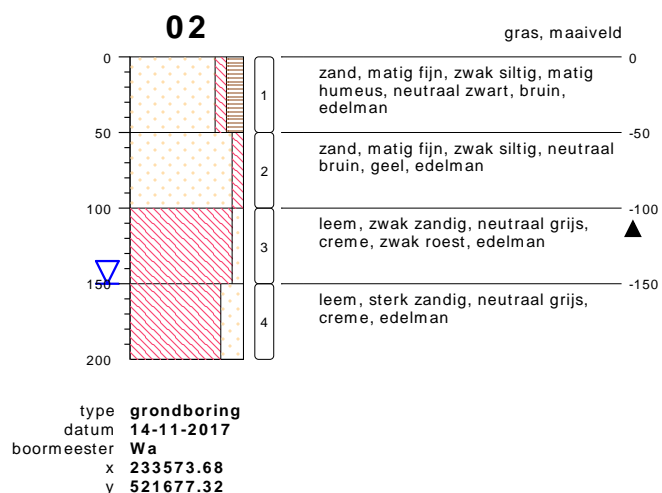 02
gras, maaiveld
0
0
zand, matig fijn, zwak siltig, matig
humeus, neutraal zwart, bruin,
edelman
1
50
-50
zand, matig fijn, zwak siltig, neutraal
bruin, geel, edelman
2
100
-100
leem, zwak zandig, neutraal grijs,
creme, zwak roest, edelman
3
150
-150
leem, sterk zandig, neutraal grijs,
creme, edelman
4
200
type grondboring
datum 14-11-2017
boormeester Wa
x 233573.68
y 521677.32